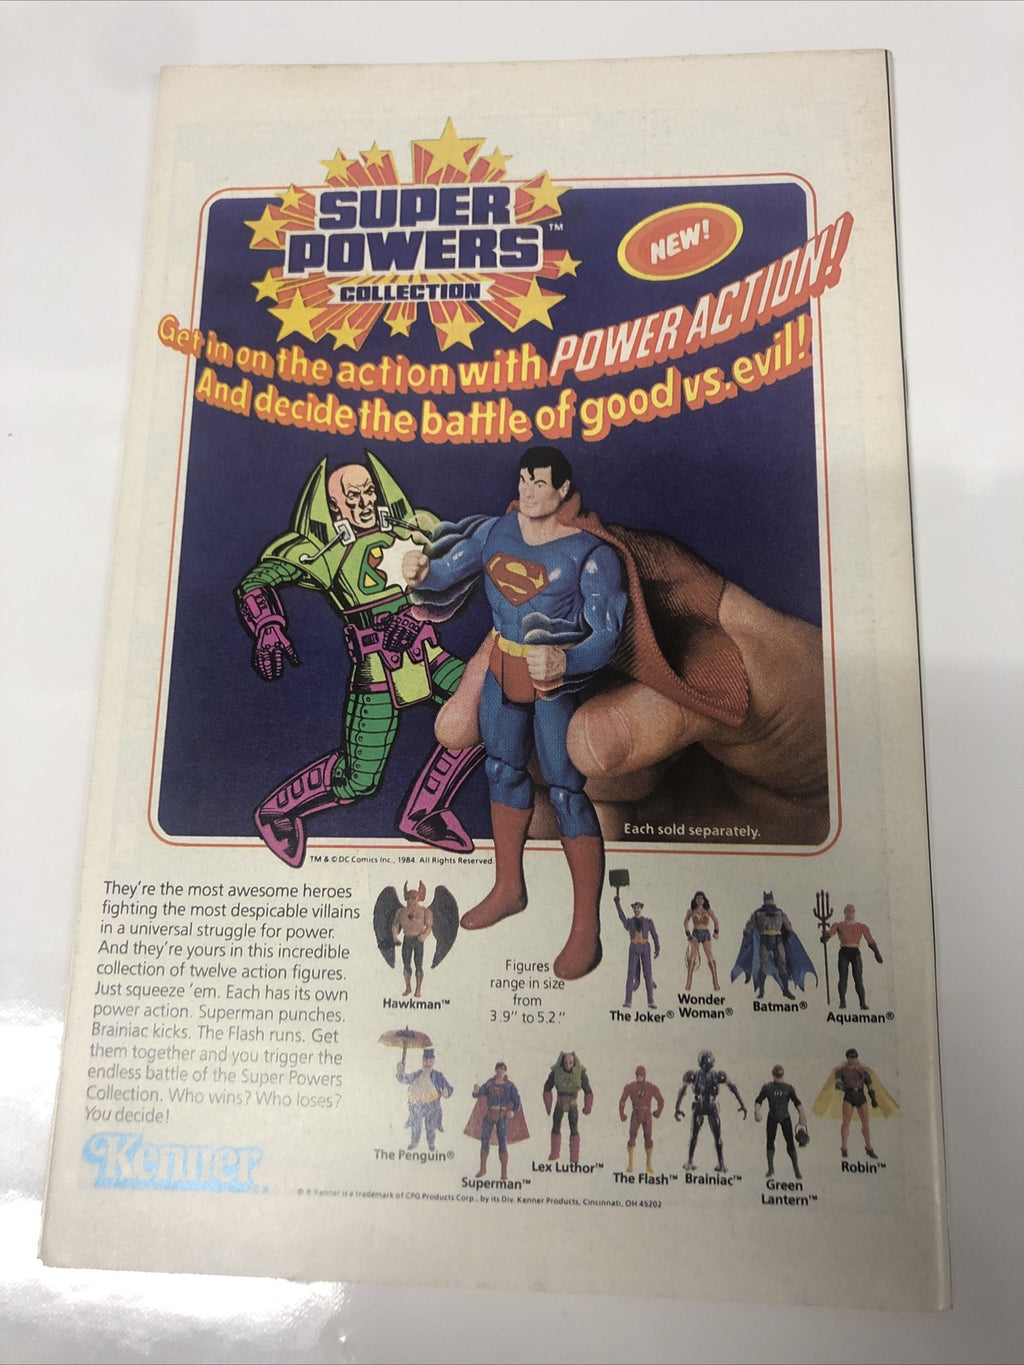 SUPER
POWERS™
COLLECTION
NEW!
Get in on the action with POWER ACTION!
And decide the battle of good vs. evil!
Each sold separately.
TM & © DC Comics Inc., 1984. All Rights Reserved.
They're the most awesome heroes
fighting the most despicable villains
in a universal struggle for power.
And they're yours in this incredible
collection of twelve action figures.
Just squeeze 'em. Each has its own
power action. Superman punches.
Brainiac kicks. The Flash runs. Get
them together and you trigger the
endless battle of the Super Powers
Collection. Who wins? Who loses?
You decide!
Kenner
Hawkman™
Figures
range in size
from
3.9" to 5.2."
The Joker®
Wonder
Woman®
Batman®
Aquaman®
The Penguin®
Superman™
Lex Luthor™
The Flash™
Brainiac™
Green
Lantern™
Robin™
Kenner is a trademark of CPG Products Corp., by its Div. Kenner Products, Cincinnati, OH 45202